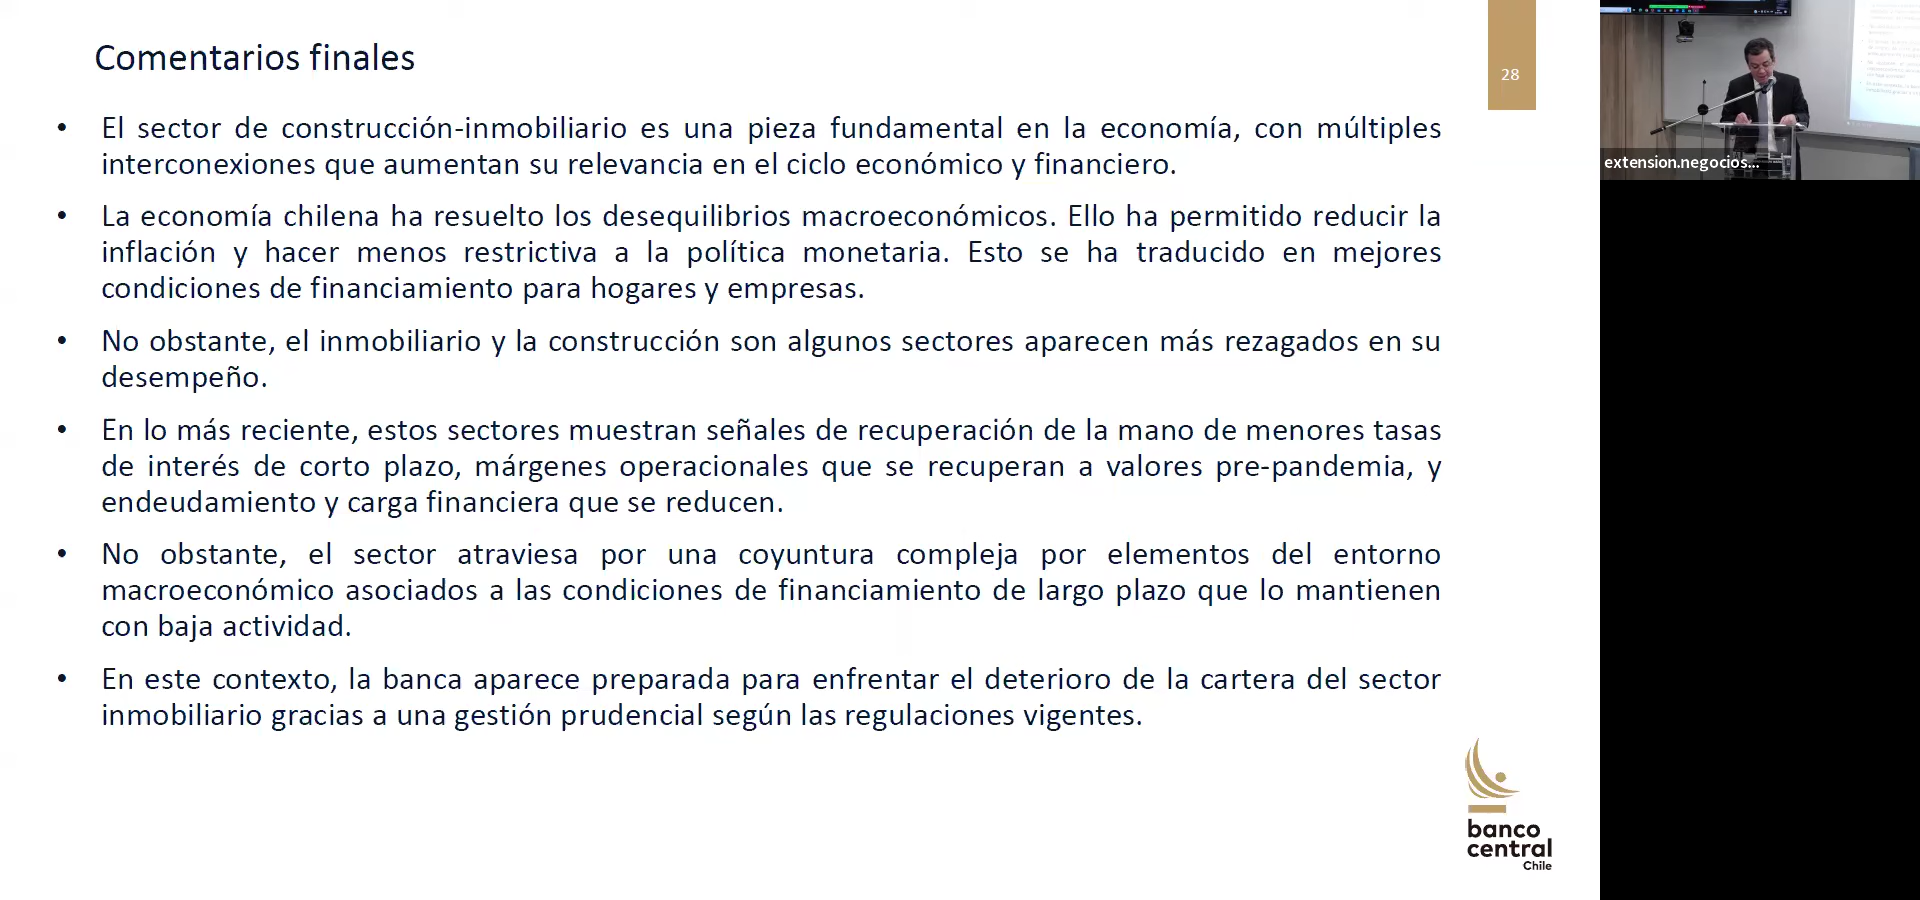 Comentarios finales
28
• El sector de construcción-inmobiliario es una pieza fundamental en la economía, con múltiples
interconexiones que aumentan su relevancia en el ciclo económico y financiero.
• La economía chilena ha resuelto los desequilibrios macroeconómicos. Ello ha permitido reducir la
inflación y hacer menos restrictiva a la política monetaria. Esto se ha traducido en mejores
condiciones de financiamiento para hogares y empresas.
• No obstante, el inmobiliario y la construcción son algunos sectores aparecen más rezagados en su
desempeño.
• En lo más reciente, estos sectores muestran señales de recuperación de la mano de menores tasas
de interés de corto plazo, márgenes operacionales que se recuperan a valores pre-pandemia, y
endeudamiento y carga financiera que se reducen.
• No obstante, el sector atraviesa por una coyuntura compleja por elementos del entorno
macroeconómico asociados a las condiciones de financiamiento de largo plazo que lo mantienen
con baja actividad.
• En este contexto, la banca aparece preparada para enfrentar el deterioro de la cartera del sector
inmobiliario gracias a una gestión prudencial según las regulaciones vigentes.
banco
central
Chile
extension.negocios...